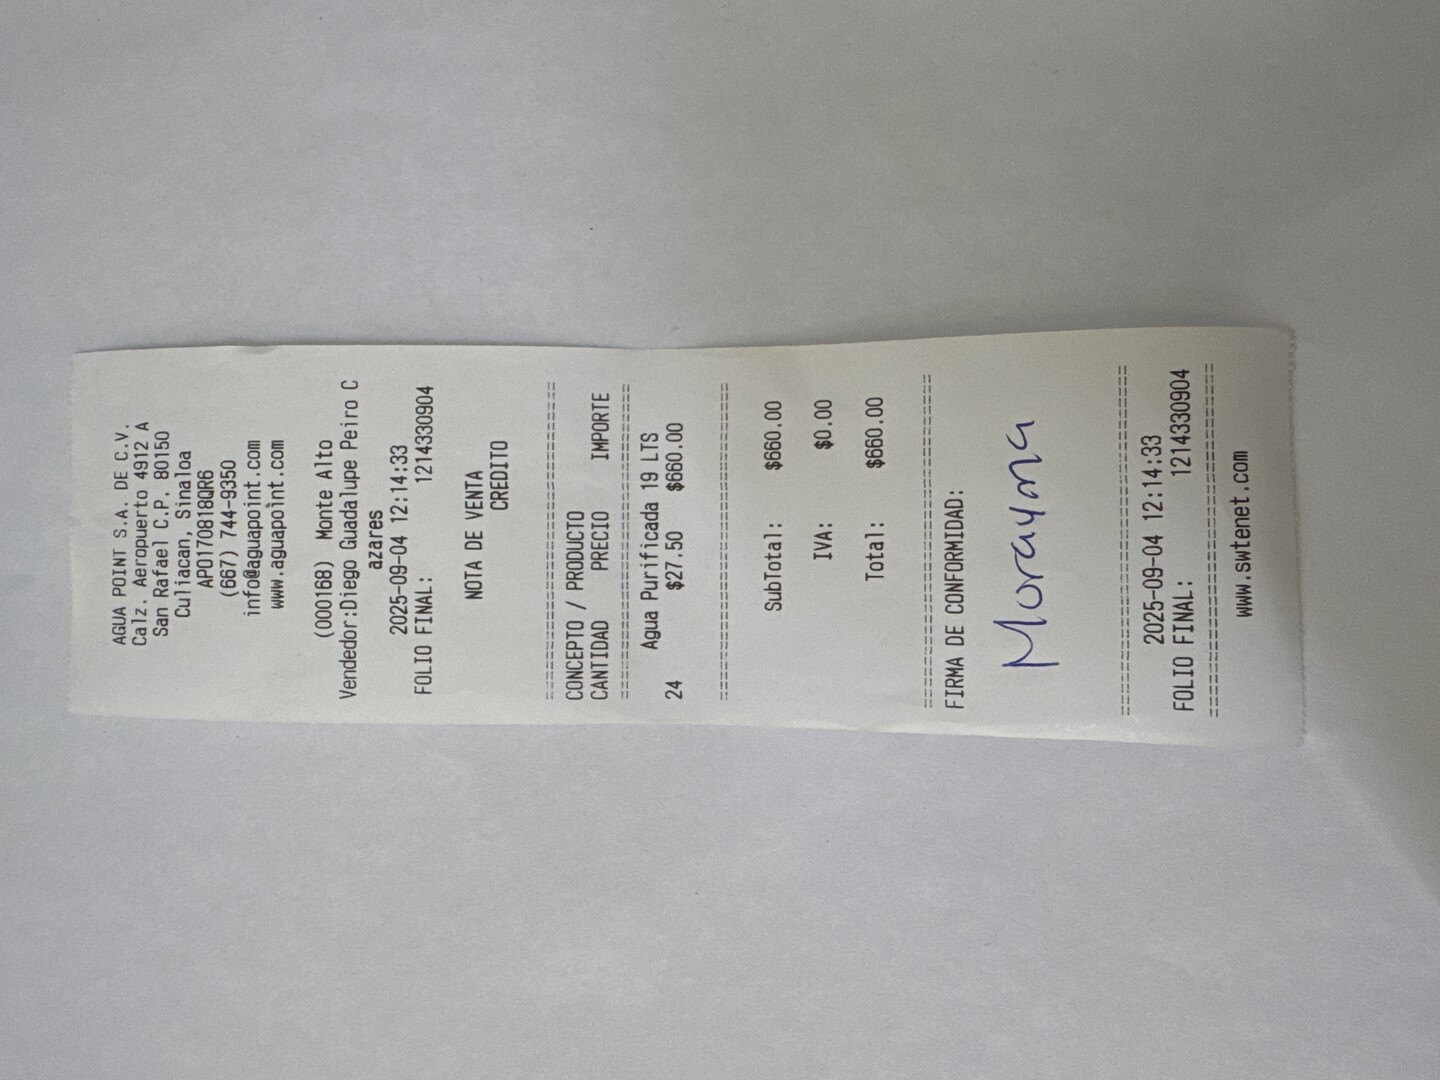 AGUA POINT S.A. DE C.V.
Calz. Aeropuerto 4912 A
San Rafael C.P. 80150
Culiacan, Sinaloa
APO170818QR6
(667) 744-9350
info@aguapoint.com
www.aguapoint.com
(000168) Monte Alto
Vendedor:Diego Guadalupe Peiro C
azares
2025-09-04 12:14:33
FOLIO FINAL: 1214330904
NOTA DE VENTA
CREDITO
================================
CONCEPTO / PRODUCTO
CANTIDAD PRECIO IMPORTE
================================
Agua Purificada 19 LTS
24 $27.50 $660.00
================================
SubTotal: $660.00
IVA: $0.00
Total: $660.00
================================
FIRMA DE CONFORMIDAD:
Morayma
================================
2025-09-04 12:14:33
FOLIO FINAL: 1214330904
================================
www.swtenet.com